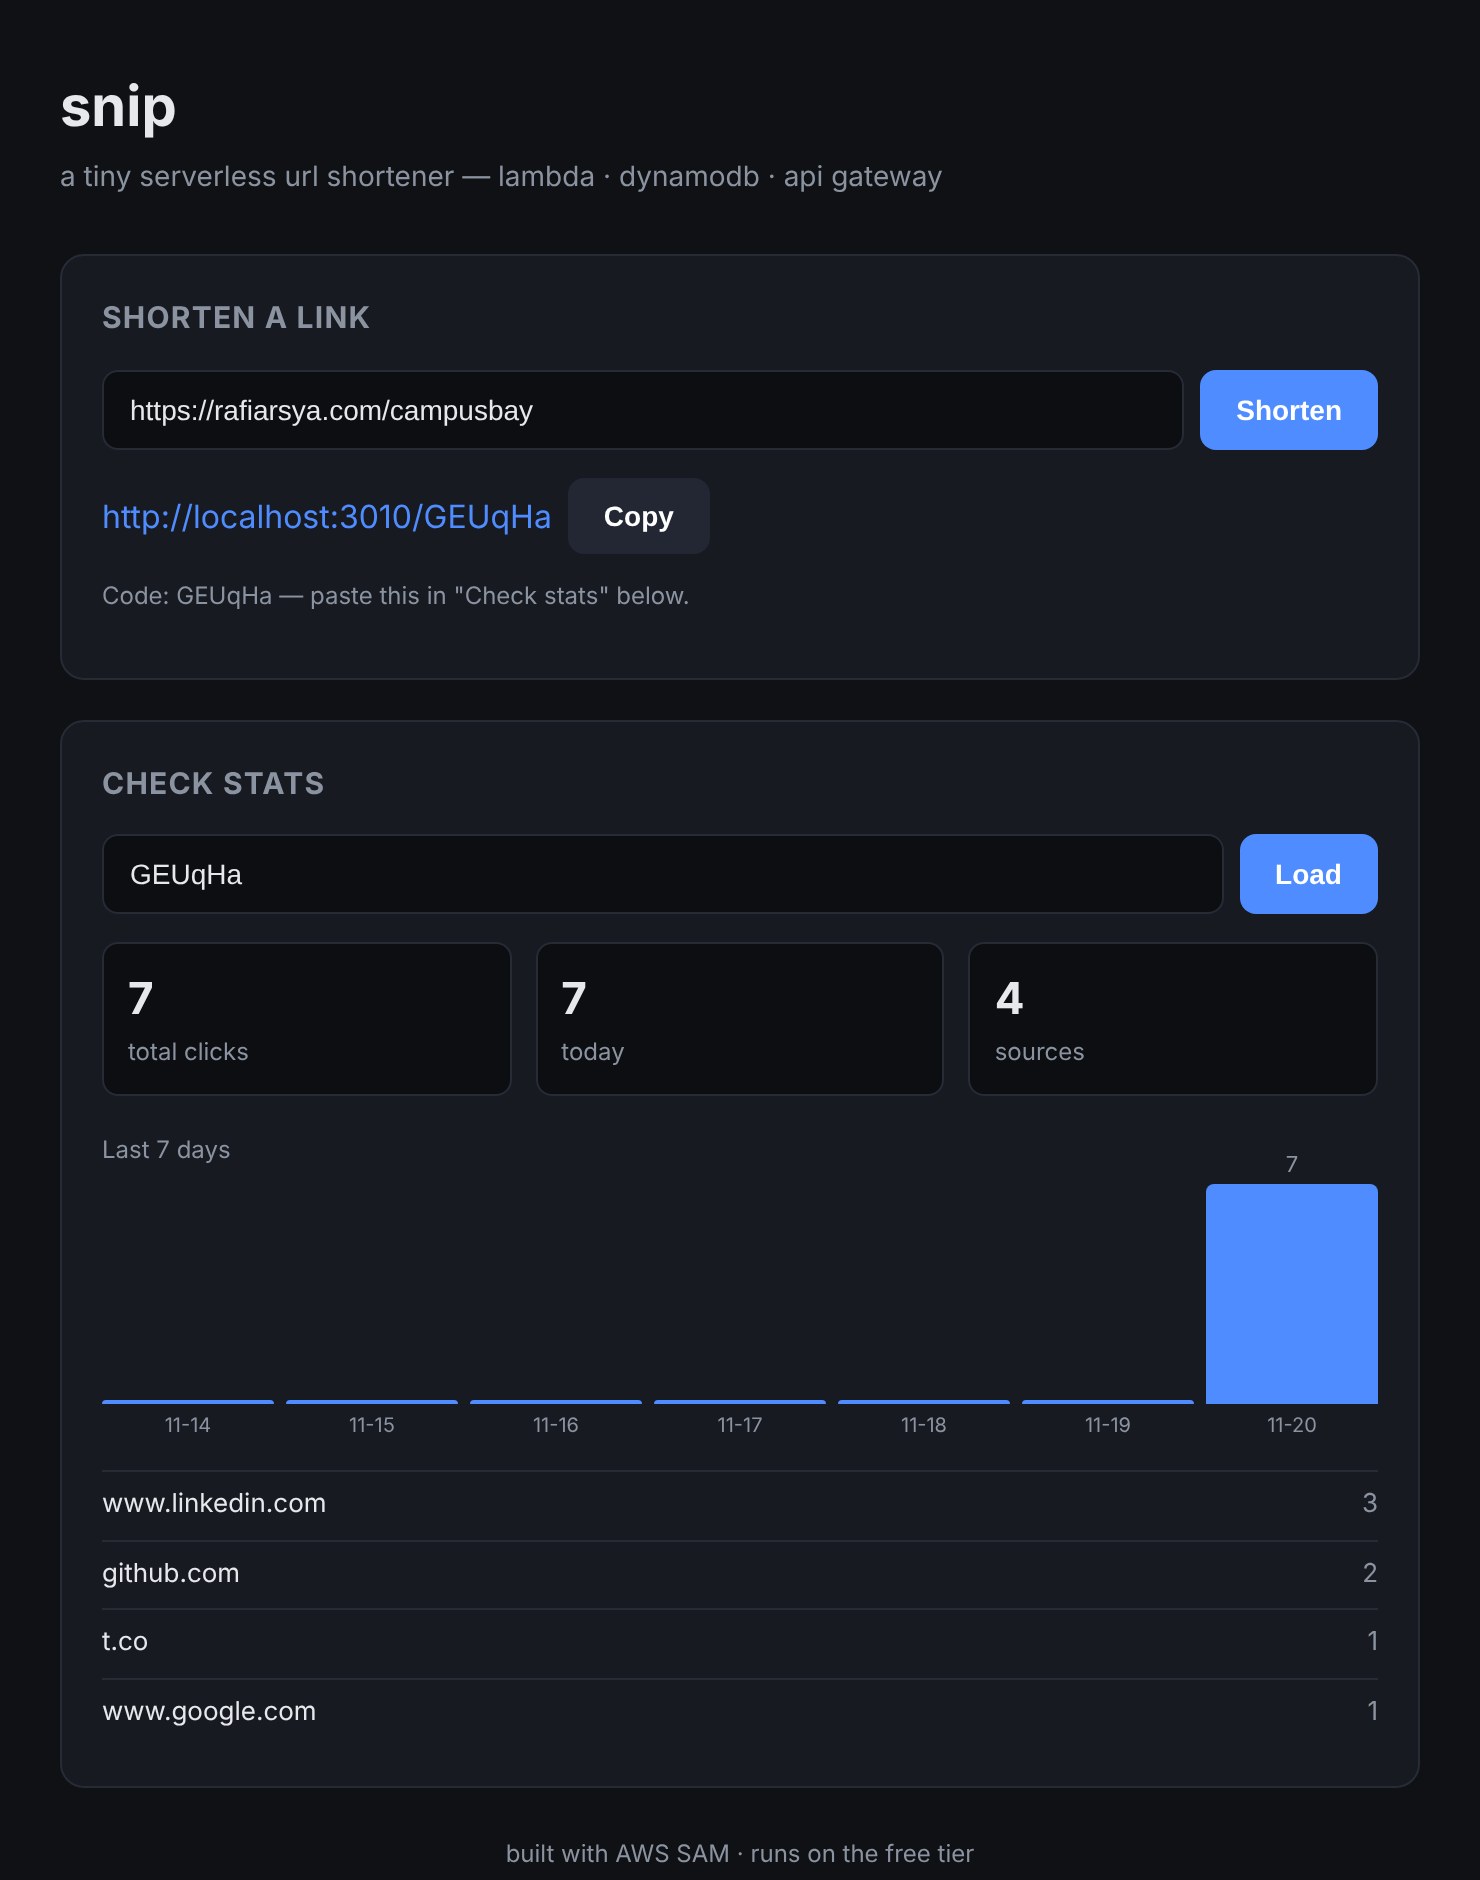 snip
a tiny serverless url shortener — lambda · dynamodb · api gateway
SHORTEN A LINK
https://rafiarsya.com/campusbay
Shorten
http://localhost:3010/GEUqHa
Copy
Code: GEUqHa — paste this in "Check stats" below.
CHECK STATS
GEUqHa
Load
7
total clicks
7
today
4
sources
Last 7 days
7
11-14
11-15
11-16
11-17
11-18
11-19
11-20
www.linkedin.com 3
github.com 2
t.co 1
www.google.com 1
built with AWS SAM · runs on the free tier